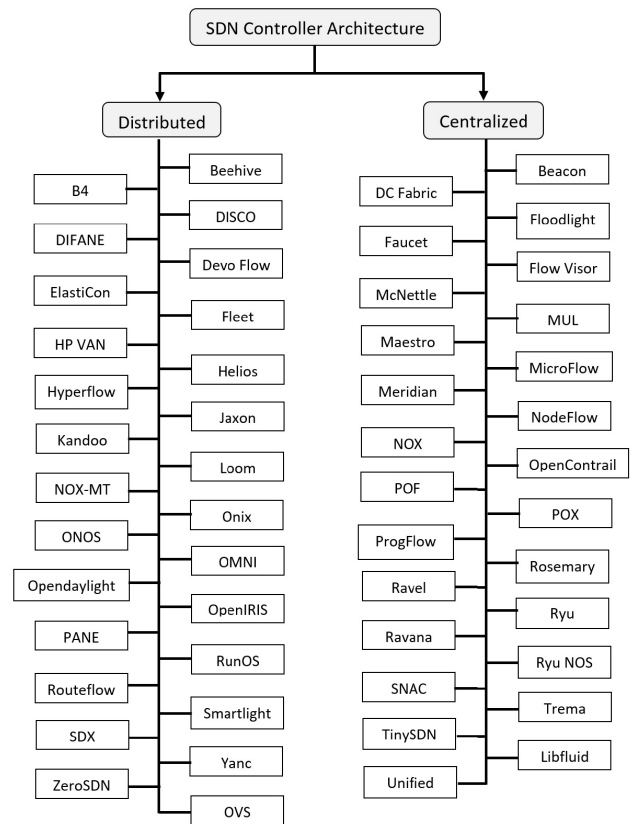 SDN Controller Architecture
Distributed
Beehive
B4
DISCO
DIFANE
Devo Flow
ElastiCon
Fleet
HP VAN
Helios
Hyperflow
Jaxon
Kandoo
Loom
NOX-MT
Onix
ONOS
OMNI
Opendaylight
OpenIRIS
PANE
RunOS
Routeflow
Smartlight
SDX
Yanc
ZeroSDN
OVS
Centralized
Beacon
DC Fabric
Floodlight
Faucet
Flow Visor
McNettle
MUL
Maestro
MicroFlow
Meridian
NodeFlow
NOX
OpenContrail
POF
POX
ProgFlow
Rosemary
Ravel
Ryu
Ravana
Ryu NOS
SNAC
Trema
TinySDN
Libfluid
Unified